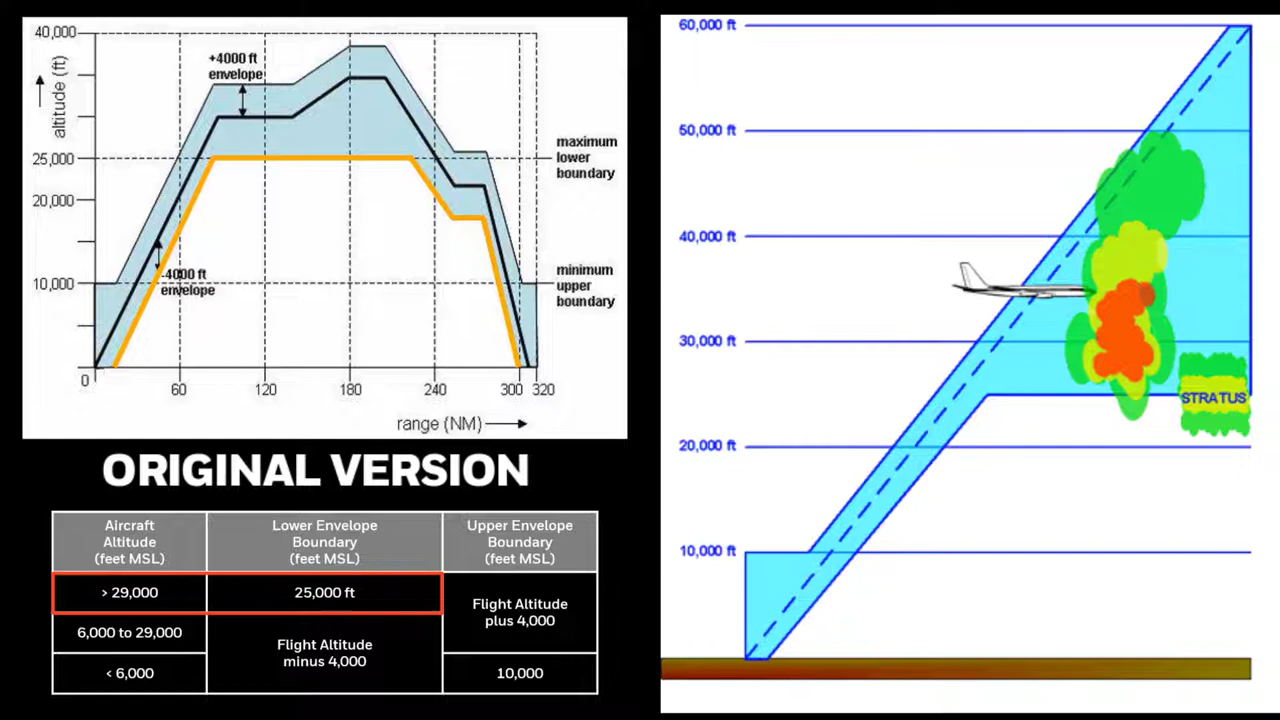 40,000
25,000
20,000
10,000
0
altitude (ft)
+4000 ft
envelope
-4000 ft
envelope
maximum
lower
boundary
minimum
upper
boundary
60
120
180
240
300
320
range (NM)
ORIGINAL VERSION
Aircraft
Altitude
(feet MSL)
Lower Envelope
Boundary
(feet MSL)
Upper Envelope
Boundary
(feet MSL)
> 29,000
25,000 ft
Flight Altitude
plus 4,000
6,000 to 29,000
Flight Altitude
minus 4,000
< 6,000
10,000
60,000 ft
50,000 ft
40,000 ft
30,000 ft
20,000 ft
10,000 ft
STRATUS